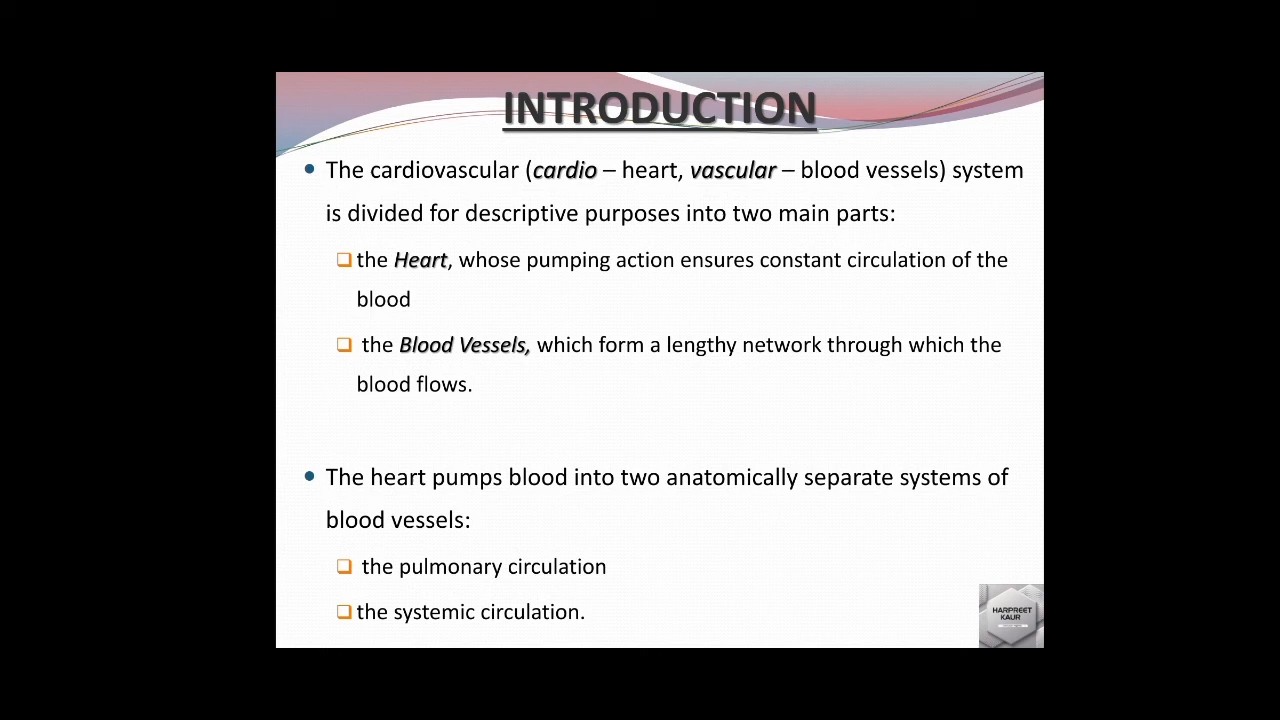 INTRODUCTION
The cardiovascular (cardio – heart, vascular – blood vessels) system
is divided for descriptive purposes into two main parts:
the Heart, whose pumping action ensures constant circulation of the
blood
the Blood Vessels, which form a lengthy network through which the
blood flows.
The heart pumps blood into two anatomically separate systems of
blood vessels:
the pulmonary circulation
the systemic circulation.
HARPREET
KAUR